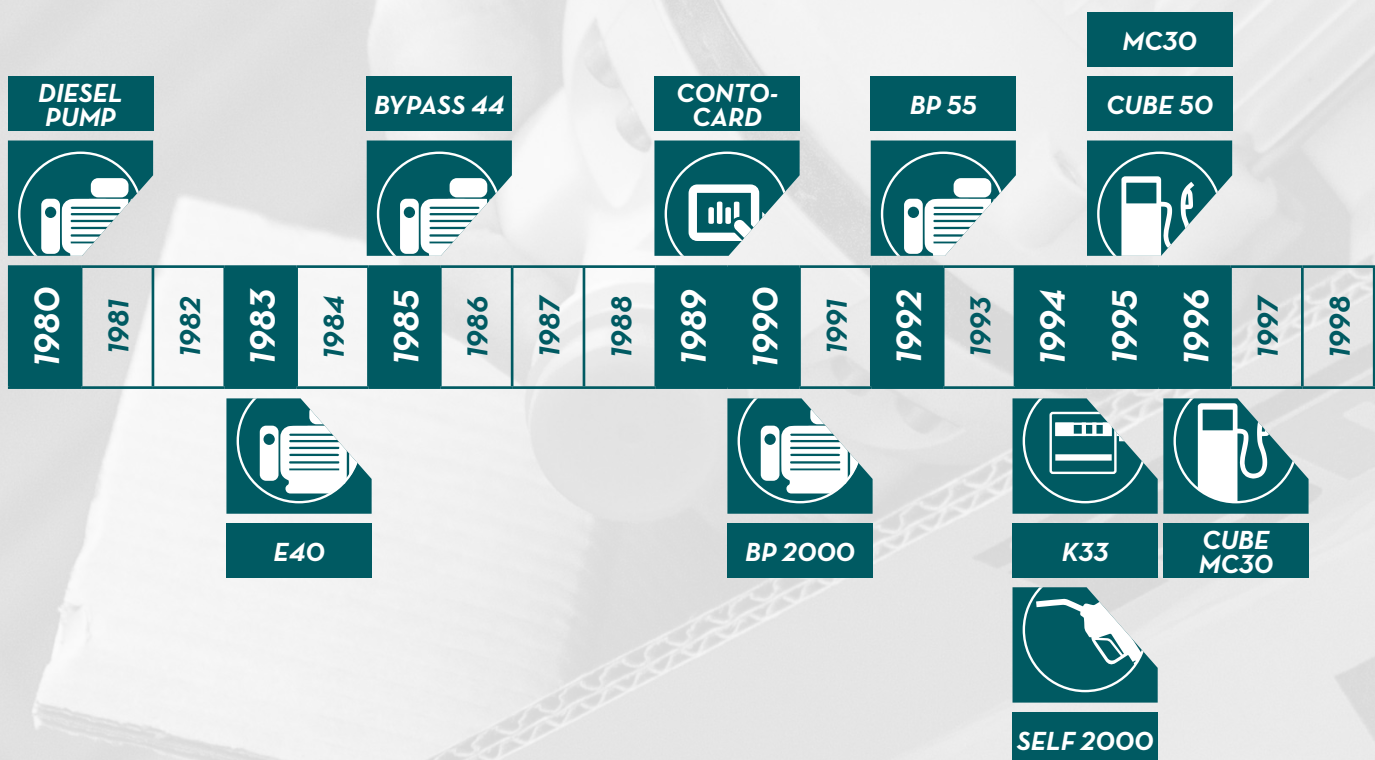 MC30
DIESEL
PUMP
BYPASS 44
CONTO-
CARD
BP 55
CUBE 50
1980
1981
1982
1983
1984
1985
1986
1987
1988
1989
1990
1991
1992
1993
1994
1995
1996
1997
1998
E40
BP 2000
K33
CUBE
MC30
SELF 2000